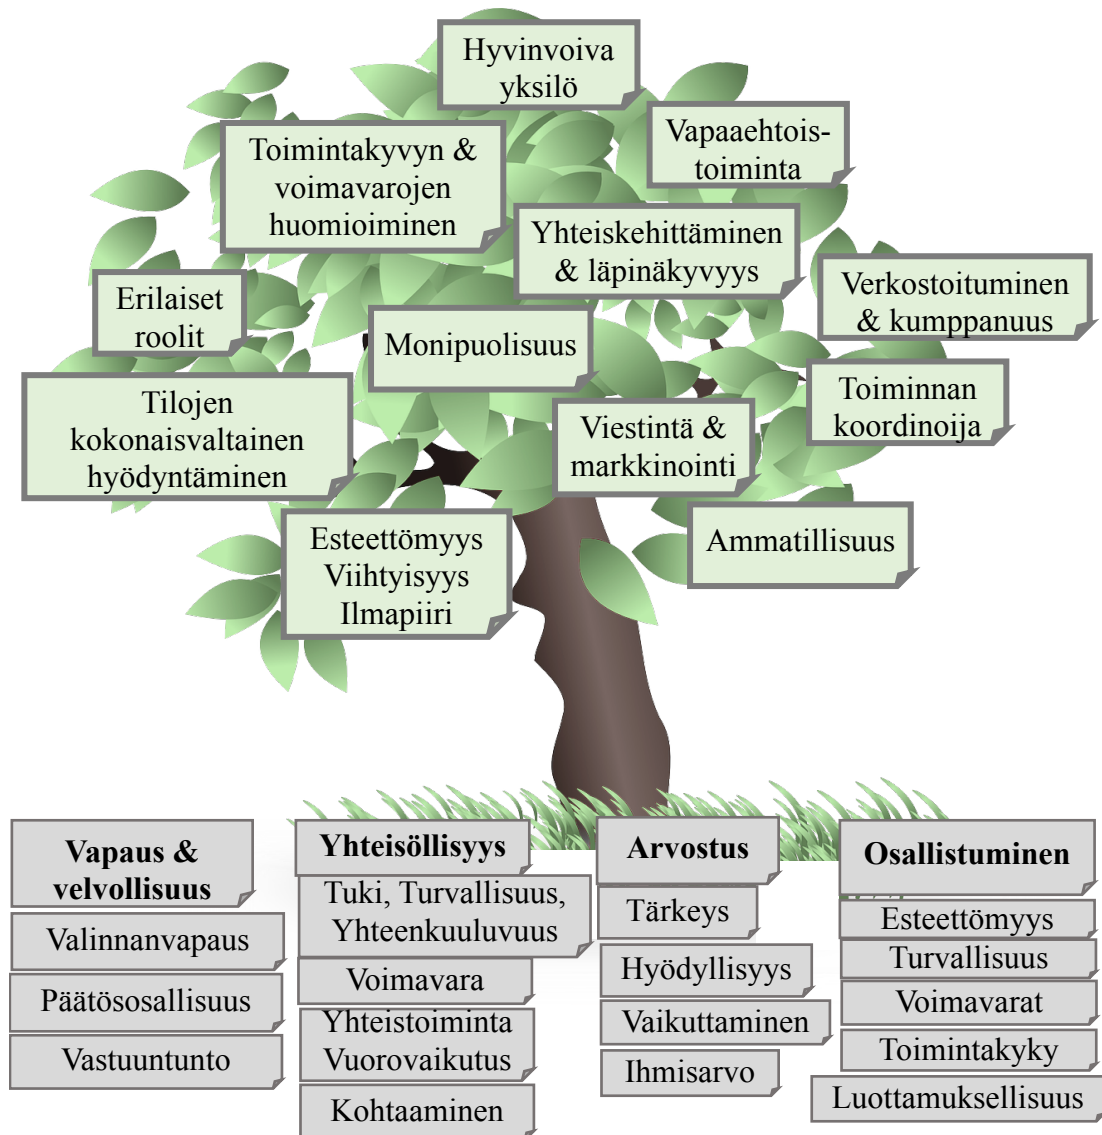 Hyvinvoiva
yksilö
Vapaaehtois-
toiminta
Toimintakyvyn &
voimavarojen
huomioiminen
Yhteiskehittäminen
& läpinäkyvyys
Verkostoituminen
& kumppanuus
Erilaiset
roolit
Monipuolisuus
Toiminnan
koordinoija
Tilojen
kokonaisvaltainen
hyödyntäminen
Viestintä &
markkinointi
Esteettömyys
Viihtyisyys
Ilmapiiri
Ammatillisuus
Vapaus &
velvollisuus
Valinnanvapaus
Päätösosallisuus
Vastuuntunto
Yhteisöllisyys
Tuki, Turvallisuus,
Yhteenkuuluvuus
Voimavara
Yhteistoiminta
Vuorovaikutus
Kohtaaminen
Arvostus
Tärkeys
Hyödyllisyys
Vaikuttaminen
Ihmisarvo
Osallistuminen
Esteettömyys
Turvallisuus
Voimavarat
Toimintakyky
Luottamuksellisuus